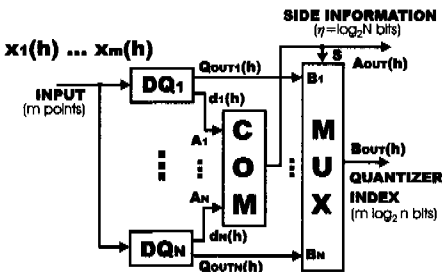 SIDE INFORMATION
(η=log2N bits)
X1(h) ... Xm(h)
QOUT1(h)
S
AOUT(h)
DQ1
B1
INPUT
(m points)
d1(h)
A1
C
O
M
M
U
X
BOUT(h)
QUANTIZER
INDEX
(m log2 n bits)
AN
dN(h)
DQN
BN
QOUTN(h)